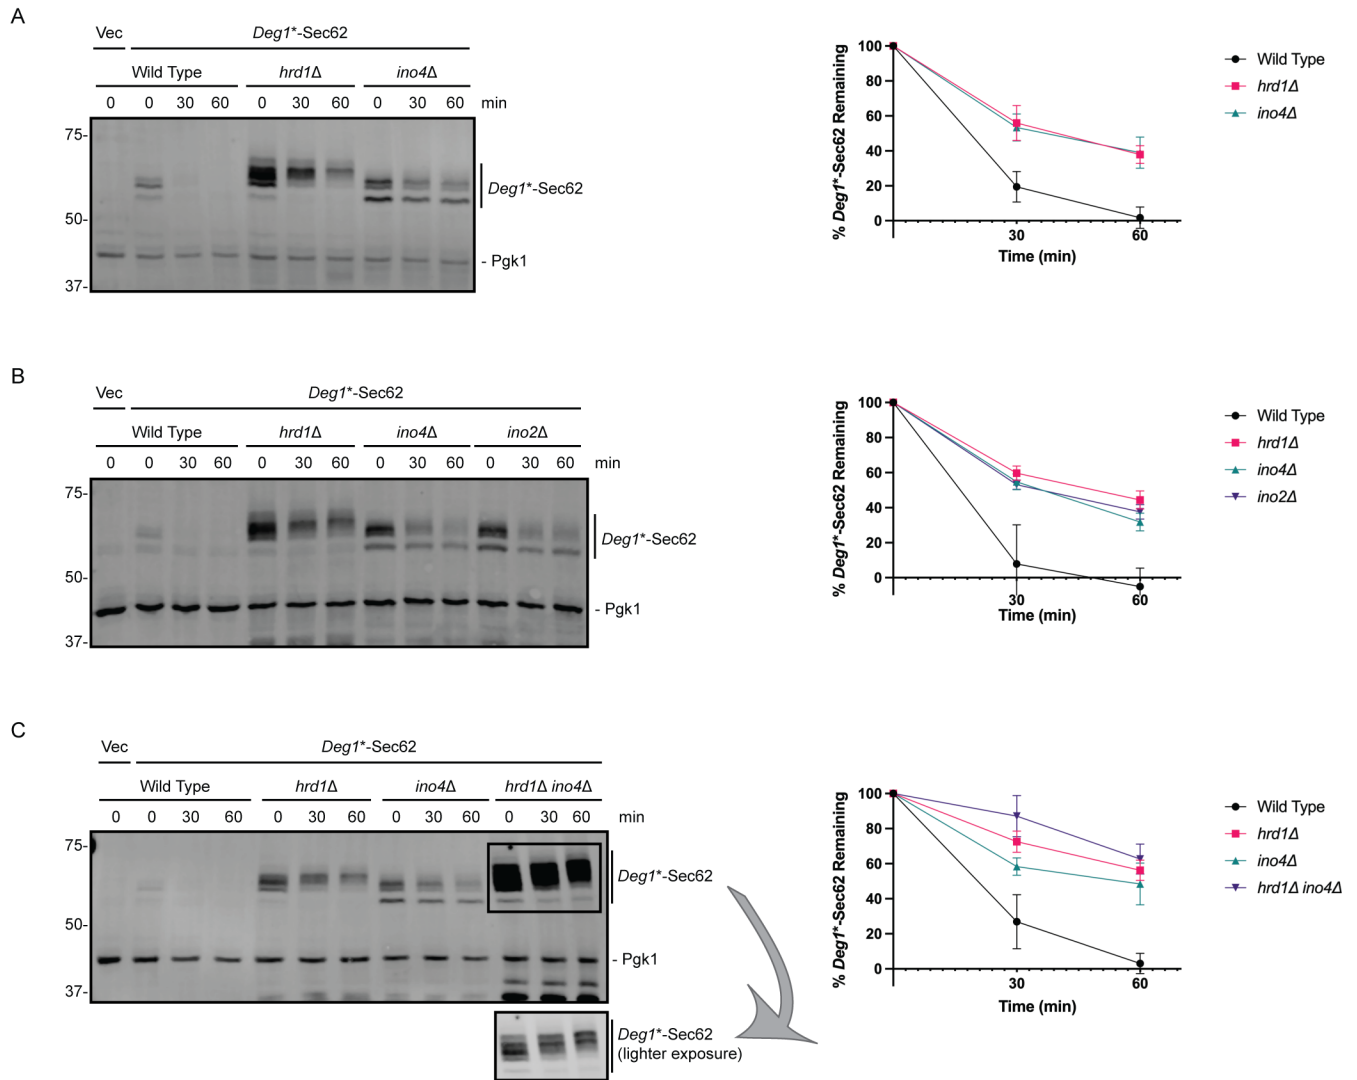 A
Vec Deg1*-Sec62
Wild Type hrd1Δ ino4Δ
0 0 30 60 0 30 60 0 30 60 min
75-
50-
37-
Deg1*-Sec62
- Pgk1
% Deg1*-Sec62 Remaining
100
80
60
40
20
0
30 60
Time (min)
Wild Type
hrd1Δ
ino4Δ
B
Vec Deg1*-Sec62
Wild Type hrd1Δ ino4Δ ino2Δ
0 0 30 60 0 30 60 0 30 60 0 30 60 min
75-
50-
37-
Deg1*-Sec62
- Pgk1
% Deg1*-Sec62 Remaining
100
80
60
40
20
0
30 60
Time (min)
Wild Type
hrd1Δ
ino4Δ
ino2Δ
C
Vec Deg1*-Sec62
Wild Type hrd1Δ ino4Δ hrd1Δ ino4Δ
0 0 30 60 0 30 60 0 30 60 0 30 60 min
75-
50-
37-
Deg1*-Sec62
- Pgk1
Deg1*-Sec62
(lighter exposure)
% Deg1*-Sec62 Remaining
100
80
60
40
20
0
30 60
Time (min)
Wild Type
hrd1Δ
ino4Δ
hrd1Δ ino4Δ